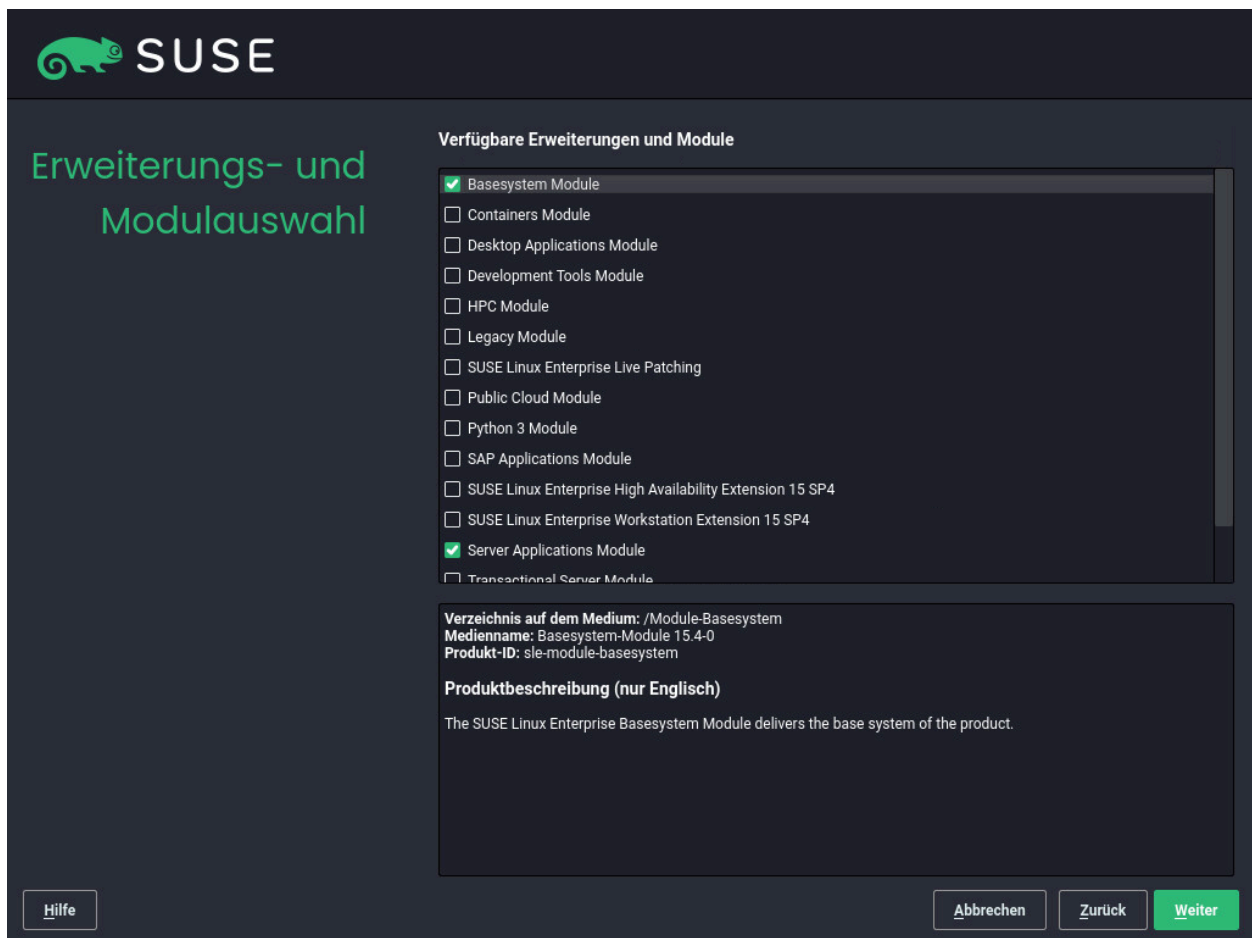 SUSE
Erweiterungs- und
Modulauswahl
Verfügbare Erweiterungen und Module
Basesystem Module
Containers Module
Desktop Applications Module
Development Tools Module
HPC Module
Legacy Module
SUSE Linux Enterprise Live Patching
Public Cloud Module
Python 3 Module
SAP Applications Module
SUSE Linux Enterprise High Availability Extension 15 SP4
SUSE Linux Enterprise Workstation Extension 15 SP4
Server Applications Module
Transactional Server Module
Verzeichnis auf dem Medium: /Module-Basesystem
Medienname: Basesystem-Module 15.4-0
Produkt-ID: sle-module-basesystem
Produktbeschreibung (nur Englisch)
The SUSE Linux Enterprise Basesystem Module delivers the base system of the product.
Hilfe
Abbrechen
Zurück
Weiter